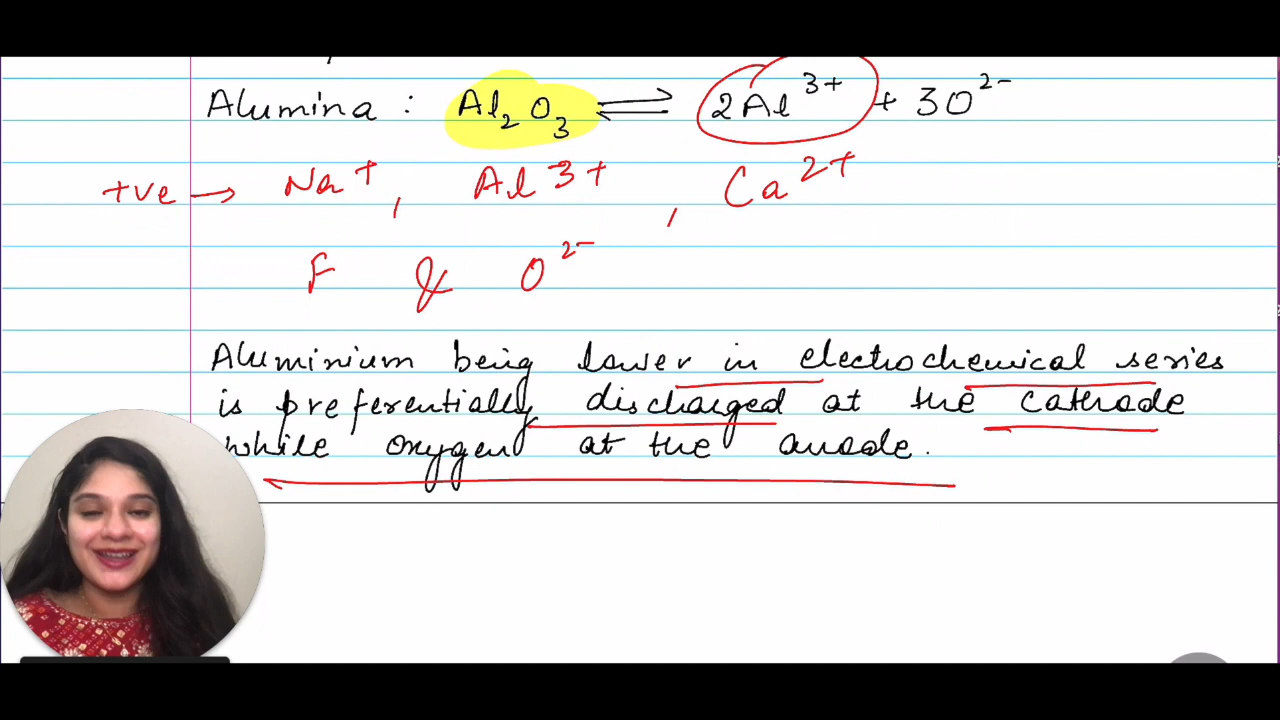 Alumina : Al₂O₃ ⇌ 2Al³⁺ + 3O²⁻
+ve → Na⁺, Al³⁺, Ca²⁺
F & O²⁻
Aluminium being lower in electrochemical series
is preferentially discharged at the cathode
while oxygen at the anode.